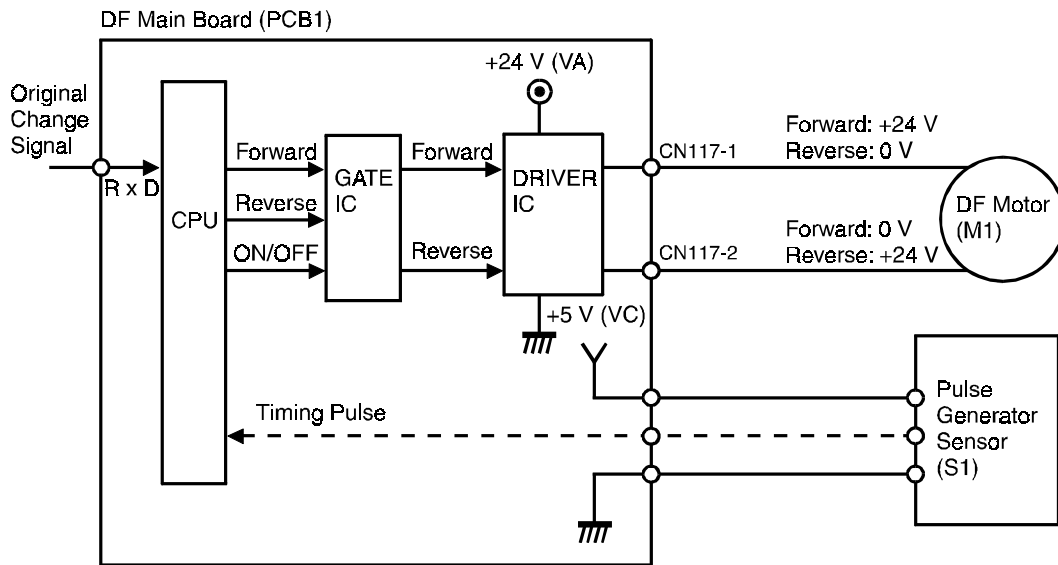 DF Main Board (PCB1)
+24 V (VA)
Original
Change
Signal
R x D
CPU
Forward
Reverse
ON/OFF
GATE
IC
Forward
Reverse
DRIVER
IC
CN117-1
CN117-2
Forward: +24 V
Reverse: 0 V
Forward: 0 V
Reverse: +24 V
DF Motor
(M1)
+5 V (VC)
Timing Pulse
Pulse
Generator
Sensor
(S1)